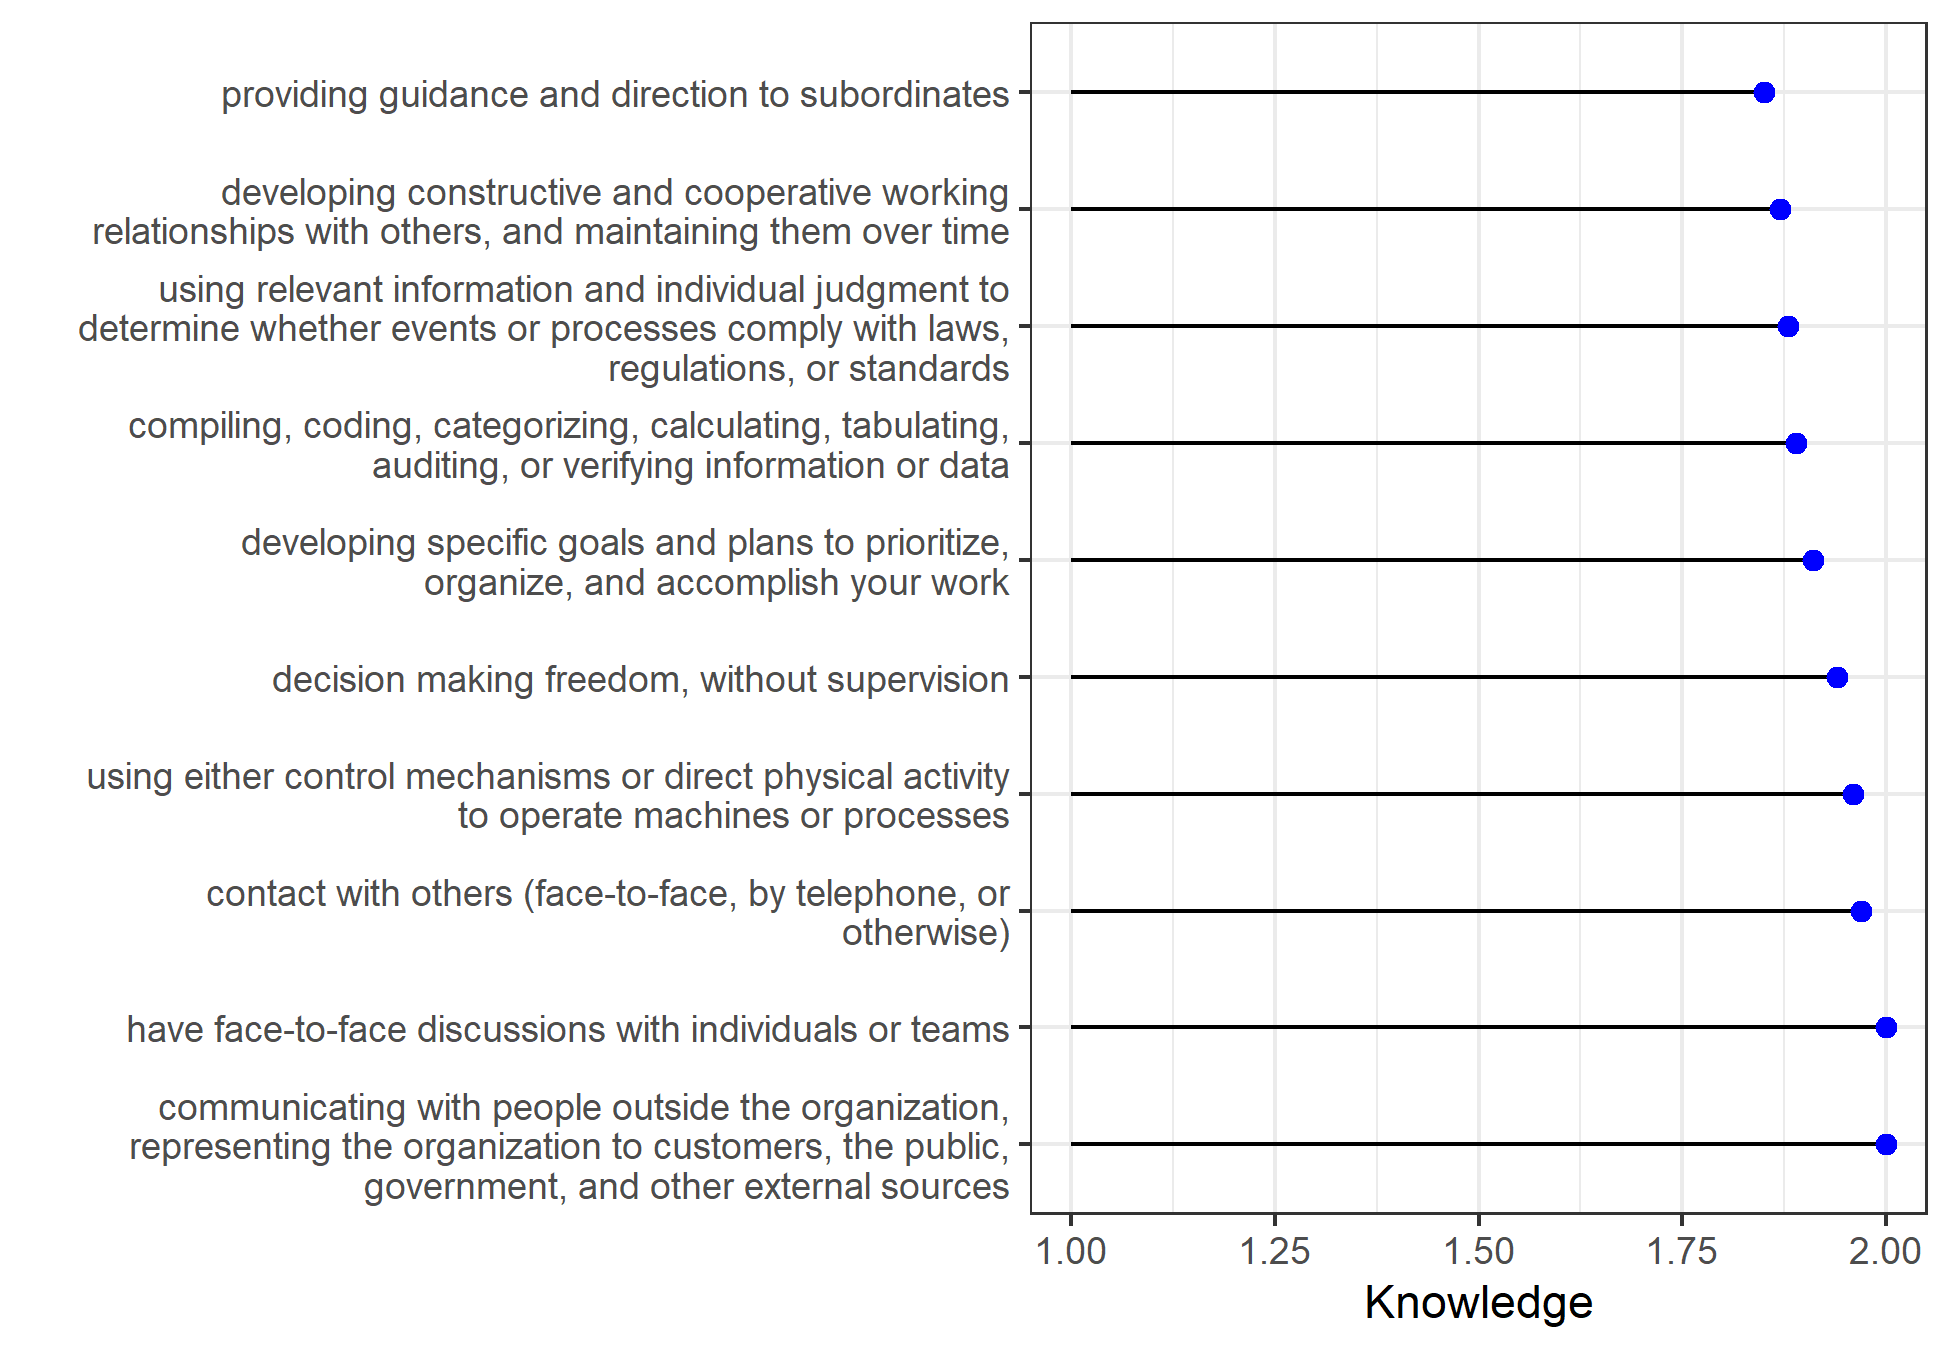 providing guidance and direction to subordinates
developing constructive and cooperative working
relationships with others, and maintaining them over time
using relevant information and individual judgment to
determine whether events or processes comply with laws,
regulations, or standards
compiling, coding, categorizing, calculating, tabulating,
auditing, or verifying information or data
developing specific goals and plans to prioritize,
organize, and accomplish your work
decision making freedom, without supervision
using either control mechanisms or direct physical activity
to operate machines or processes
contact with others (face-to-face, by telephone, or
otherwise)
have face-to-face discussions with individuals or teams
communicating with people outside the organization,
representing the organization to customers, the public,
government, and other external sources
1.00 1.25 1.50 1.75 2.00
Knowledge